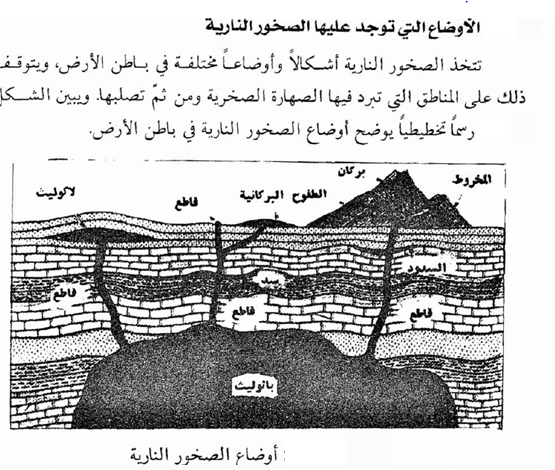 الأوضاع التي توجد عليها الصخور النارية
تتخذ الصخور النارية أشكالاً وأوضاعاً مختلفة في باطن الأرض، ويتوقف
ذلك على المناطق التي تبرد فيها الصهارة الصخرية ومن ثمّ تصلبها. ويبين الشكل
رسماً تخطيطياً يوضح أوضاع الصخور النارية في باطن الأرض.
بركان
المخروط
الطفوح البركانية
قاطع
لاكوليث
السدود
سد
قاطع
قاطع
قاطع
باثوليث
: أوضاع الصخور النارية